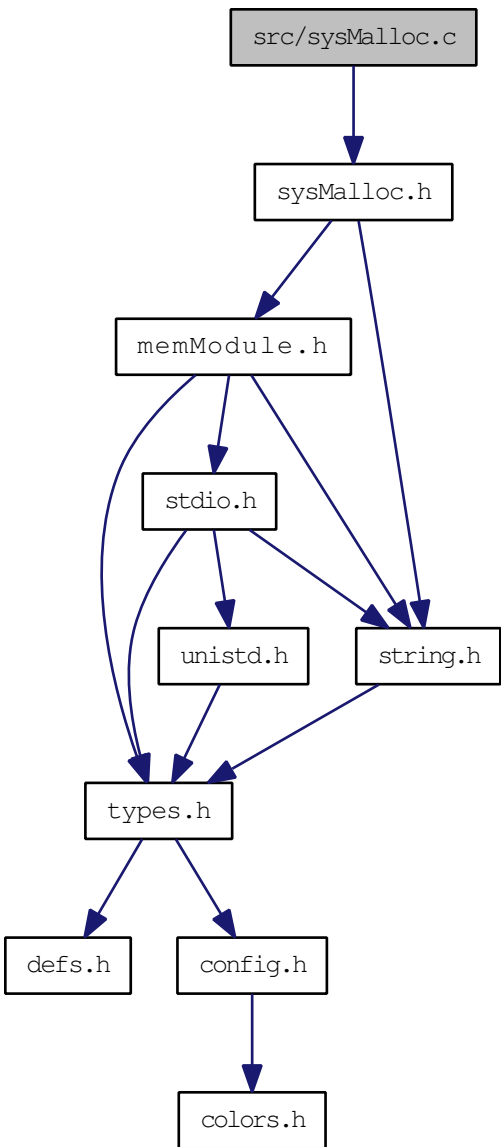 src/sysMalloc.c
sysMalloc.h
memModule.h
stdio.h
unistd.h
string.h
types.h
defs.h
config.h
colors.h